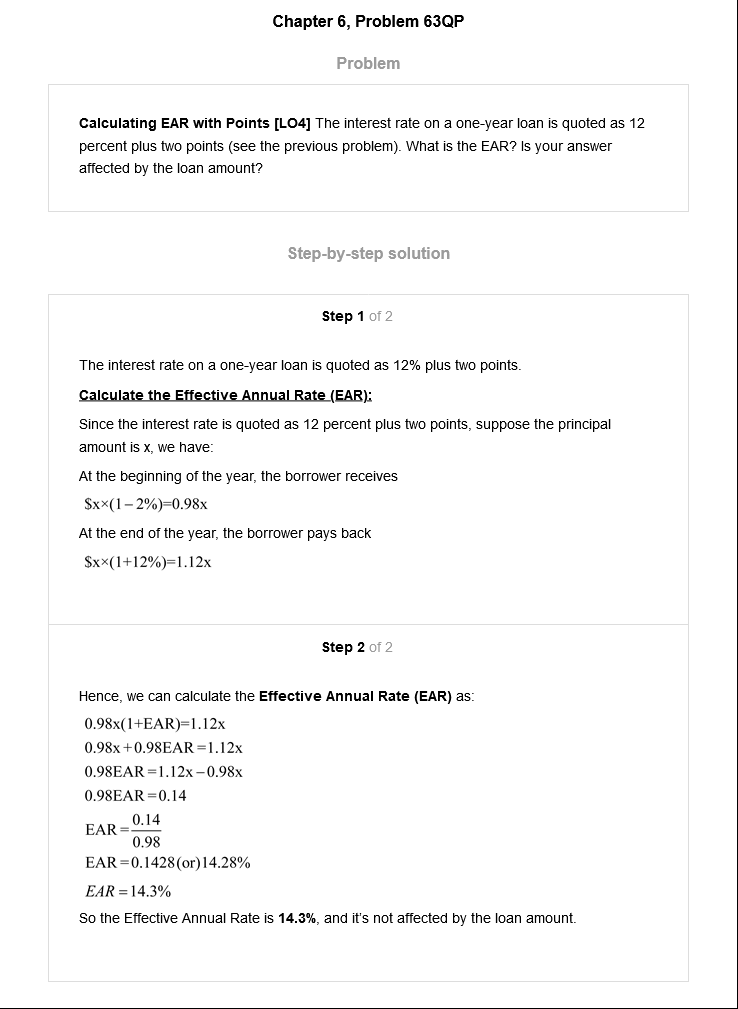 Chapter 6, Problem 63QP
Problem
Calculating EAR with Points [LO4] The interest rate on a one-year loan is quoted as 12
percent plus two points (see the previous problem). What is the EAR? Is your answer
affected by the loan amount?
Step-by-step solution
Step 1 of 2
The interest rate on a one-year loan is quoted as 12% plus two points.
Calculate the Effective Annual Rate (EAR):
Since the interest rate is quoted as 12 percent plus two points, suppose the principal
amount is x, we have:
At the beginning of the year, the borrower receives
$x×(1−2%)=0.98x
At the end of the year, the borrower pays back
$x×(1+12%)=1.12x
Step 2 of 2
Hence, we can calculate the Effective Annual Rate (EAR) as:
0.98x(1+EAR)=1.12x
0.98x+0.98EAR=1.12x
0.98EAR=1.12x−0.98x
0.98EAR=0.14
EAR=0.14/0.98
EAR=0.1428(or)14.28%
EAR=14.3%
So the Effective Annual Rate is 14.3%, and it's not affected by the loan amount.